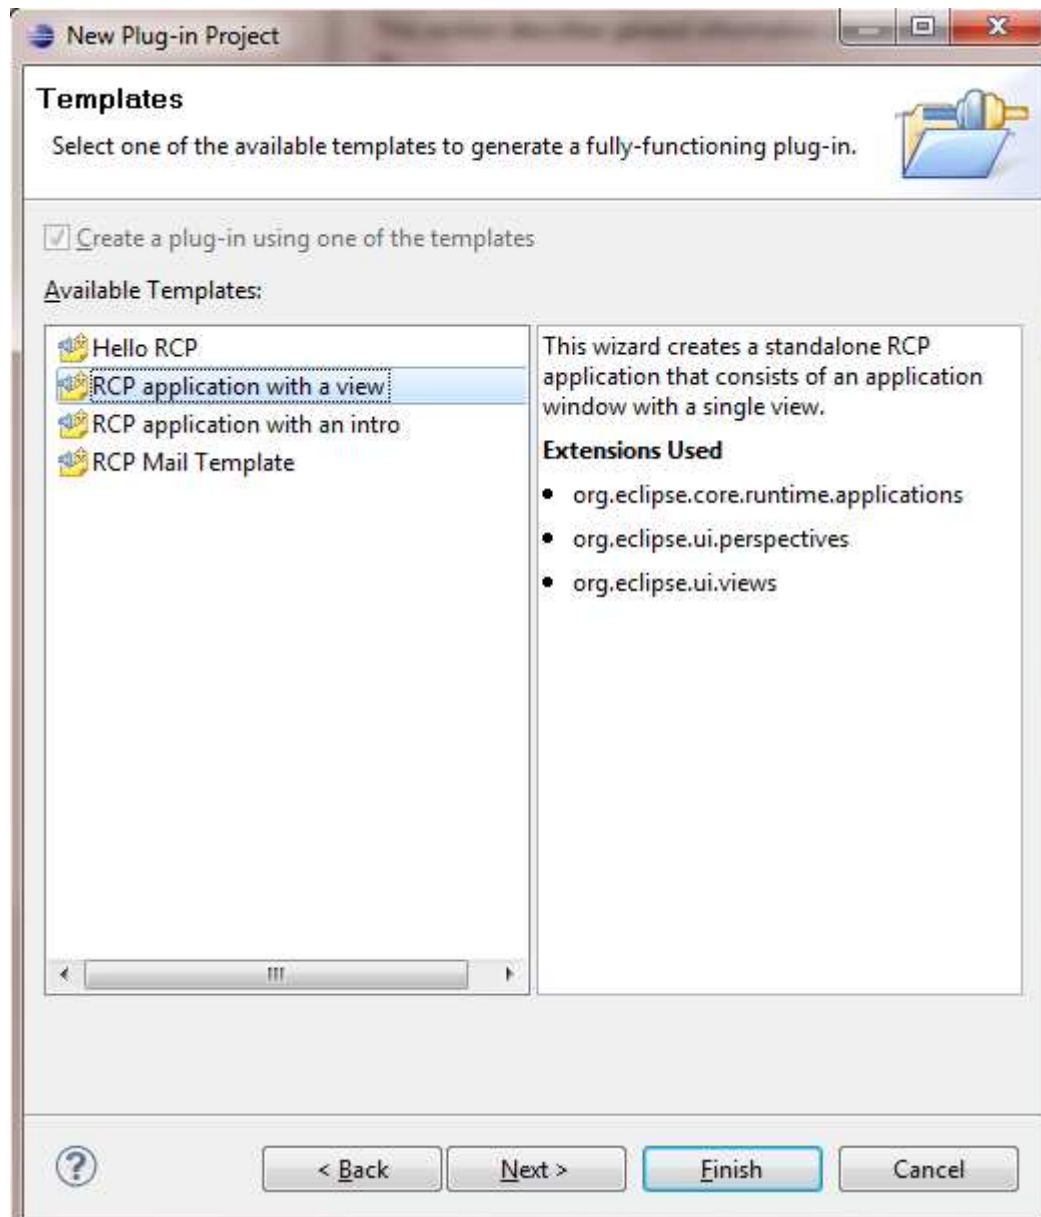 New Plug-in Project
Templates
Select one of the available templates to generate a fully-functioning plug-in.
Create a plug-in using one of the templates
Available Templates:
Hello RCP
RCP application with a view
RCP application with an intro
RCP Mail Template
This wizard creates a standalone RCP
application that consists of an application
window with a single view.
Extensions Used
• org.eclipse.core.runtime.applications
• org.eclipse.ui.perspectives
• org.eclipse.ui.views
< Back
Next >
Finish
Cancel